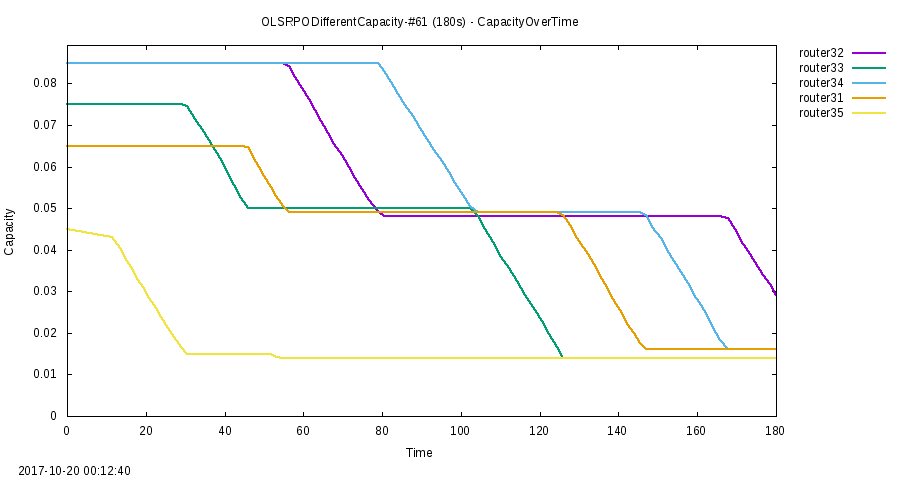 OLSRPODifferentCapacity-#61 (180s) - CapacityOverTime
router32
router33
router34
router31
router35
0.08
0.07
0.06
0.05
0.04
0.03
0.02
0.01
0
Capacity
0 20 40 60 80 100 120 140 160 180
Time
2017-10-20 00:12:40